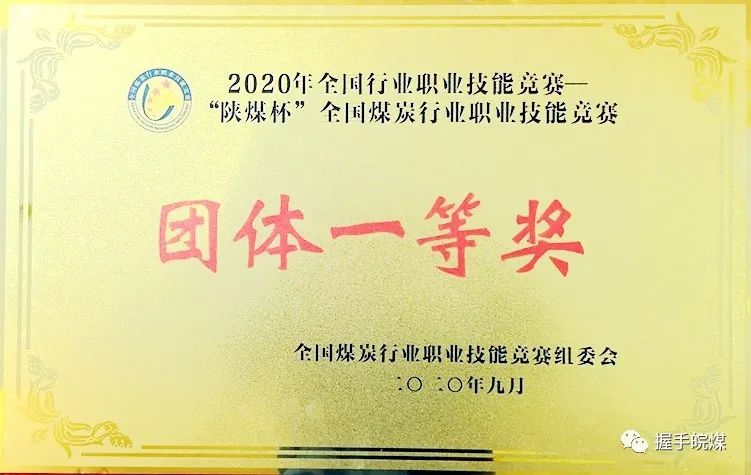 2020年全国行业职业技能竞赛—
“陕煤杯”全国煤炭行业职业技能竞赛
团体一等奖
全国煤炭行业职业技能竞赛组委会
二〇二〇年九月
握手皖煤